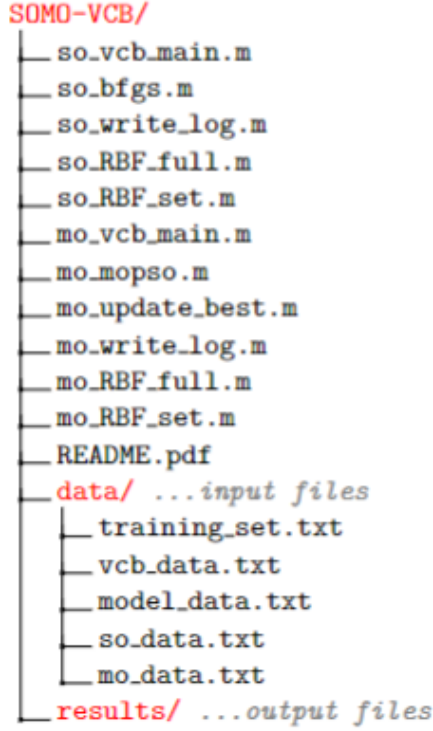 SOMO-VCB/
so_vcb_main.m
so_bfgs.m
so_write_log.m
so_RBF_full.m
so_RBF_set.m
mo_vcb_main.m
mo_mopso.m
mo_update_best.m
mo_write_log.m
mo_RBF_full.m
mo_RBF_set.m
README.pdf
data/ ...input files
training_set.txt
vcb_data.txt
model_data.txt
so_data.txt
mo_data.txt
results/ ...output files